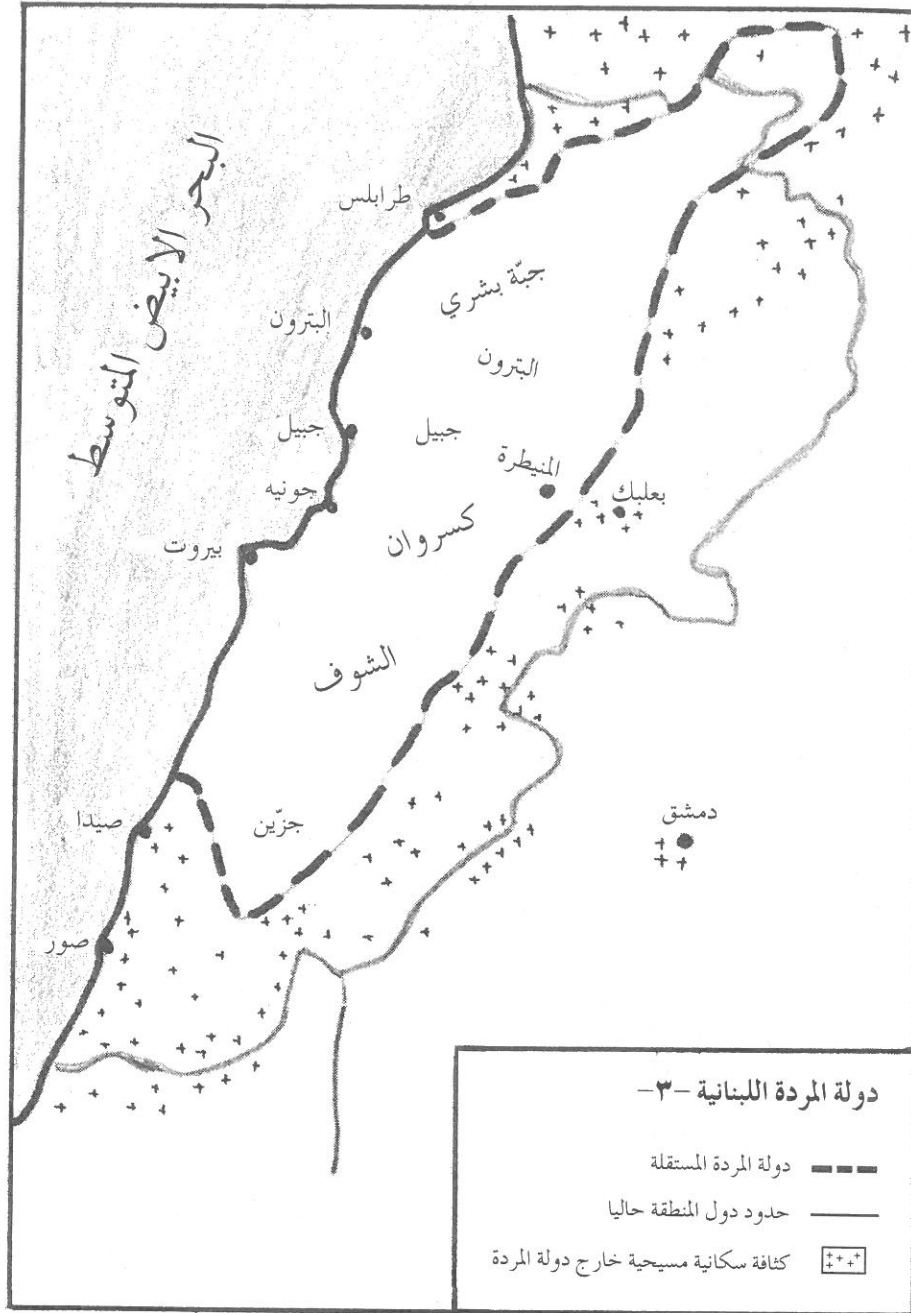 البحر الابيض المتوسط
طرابلس
جبّة بشري
البترون
البترون
جبيل
جبيل
المنيطرة
جونيه
بعلبك
كسروان
بيروت
الشوف
دمشق
جزّين
صيدا
صور
دولة المردة اللبنانية -٣-
دولة المردة المستقلة
حدود دول المنطقة حاليا
كثافة سكانية مسيحية خارج دولة المردة